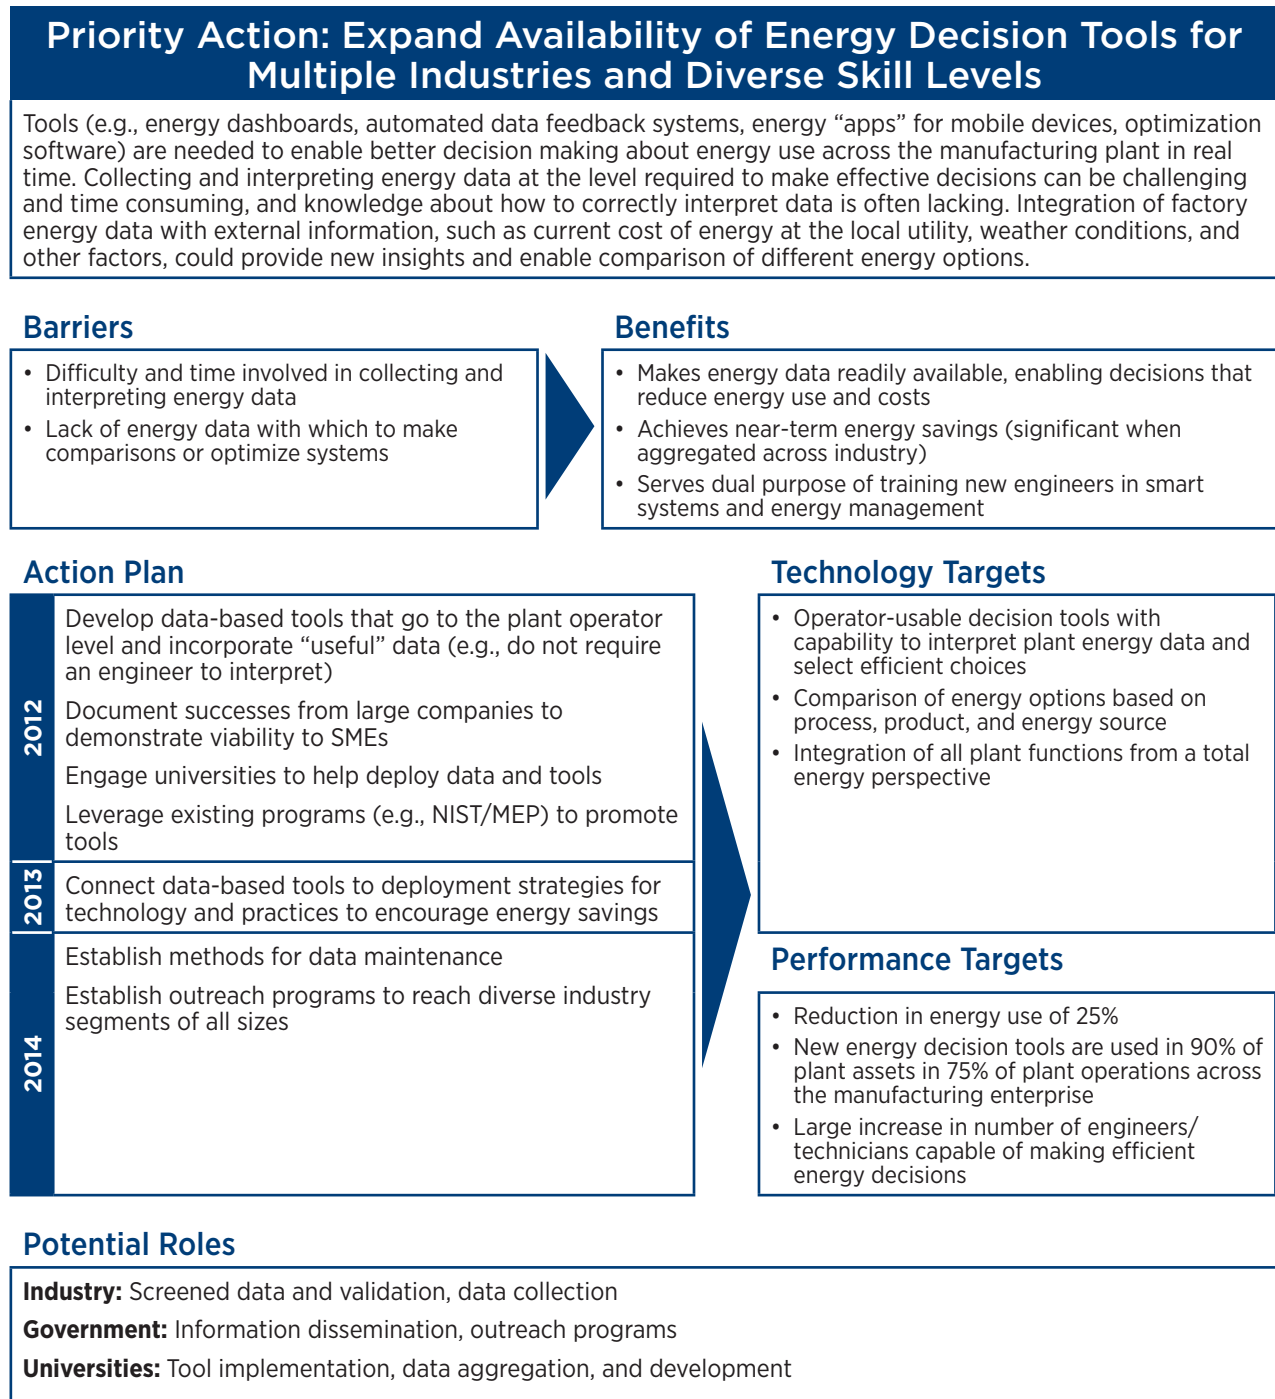 Priority Action: Expand Availability of Energy Decision Tools for
Multiple Industries and Diverse Skill Levels
Tools (e.g., energy dashboards, automated data feedback systems, energy “apps” for mobile devices, optimization
software) are needed to enable better decision making about energy use across the manufacturing plant in real
time. Collecting and interpreting energy data at the level required to make effective decisions can be challenging
and time consuming, and knowledge about how to correctly interpret data is often lacking. Integration of factory
energy data with external information, such as current cost of energy at the local utility, weather conditions, and
other factors, could provide new insights and enable comparison of different energy options.
Barriers
• Difficulty and time involved in collecting and
interpreting energy data
• Lack of energy data with which to make
comparisons or optimize systems
Benefits
• Makes energy data readily available, enabling decisions that
reduce energy use and costs
• Achieves near-term energy savings (significant when
aggregated across industry)
• Serves dual purpose of training new engineers in smart
systems and energy management
Action Plan
2012
Develop data-based tools that go to the plant operator
level and incorporate “useful” data (e.g., do not require
an engineer to interpret)
Document successes from large companies to
demonstrate viability to SMEs
Engage universities to help deploy data and tools
Leverage existing programs (e.g., NIST/MEP) to promote
tools
2013
Connect data-based tools to deployment strategies for
technology and practices to encourage energy savings
2014
Establish methods for data maintenance
Establish outreach programs to reach diverse industry
segments of all sizes
Technology Targets
• Operator-usable decision tools with
capability to interpret plant energy data and
select efficient choices
• Comparison of energy options based on
process, product, and energy source
• Integration of all plant functions from a total
energy perspective
Performance Targets
• Reduction in energy use of 25%
• New energy decision tools are used in 90% of
plant assets in 75% of plant operations across
the manufacturing enterprise
• Large increase in number of engineers/
technicians capable of making efficient
energy decisions
Potential Roles
Industry: Screened data and validation, data collection
Government: Information dissemination, outreach programs
Universities: Tool implementation, data aggregation, and development